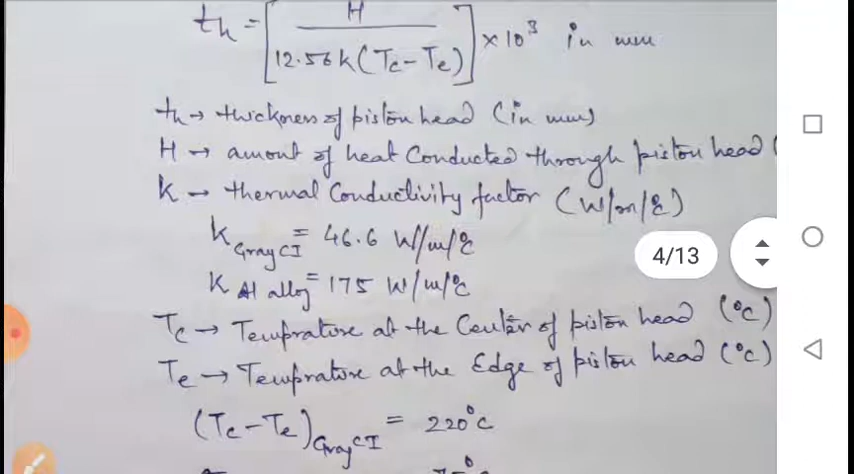 th = [H / 12.56 k (Tc - Te)] × 10³ in mm
th → thickness of piston head (in mm)
H → amount of heat Conducted through piston head (
k → thermal Conductivity factor (W/m/°c)
k Gray CI = 46.6 W/m/°c
k Al alloy = 175 W/m/°c
4/13
Tc → Temprature at the Center of piston head (°c)
Te → Temprature at the Edge of piston head (°c)
(Tc - Te) Gray CI = 220°c